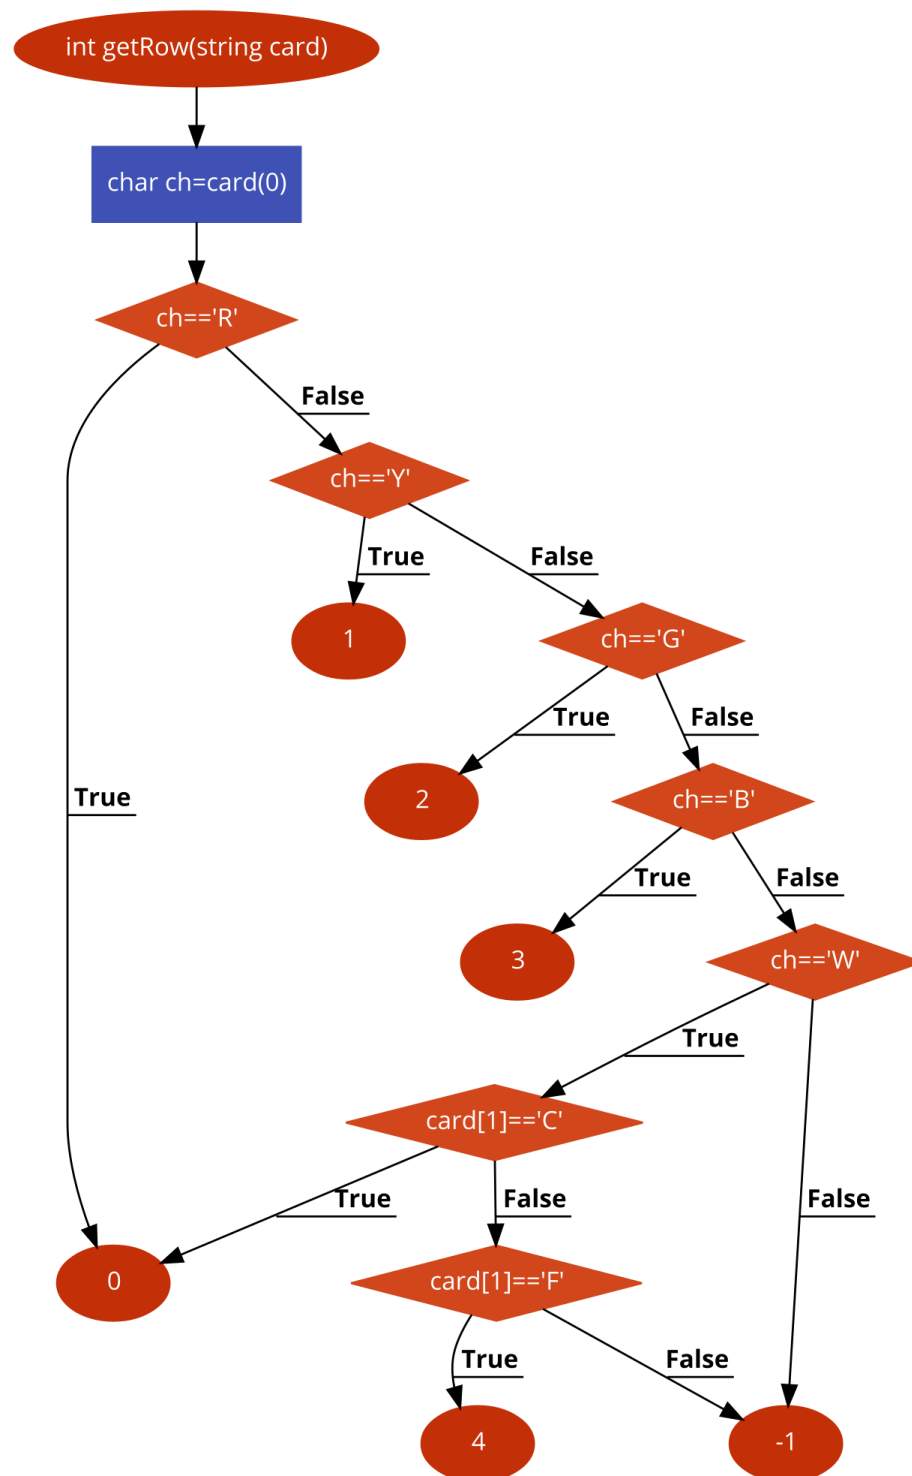 int getRow(string card)
char ch=card(0)
ch=='R'
False
ch=='Y'
True
False
1
ch=='G'
True
False
True
2
ch=='B'
True
False
3
ch=='W'
True
card[1]=='C'
True
False
False
0
card[1]=='F'
True
False
4
-1